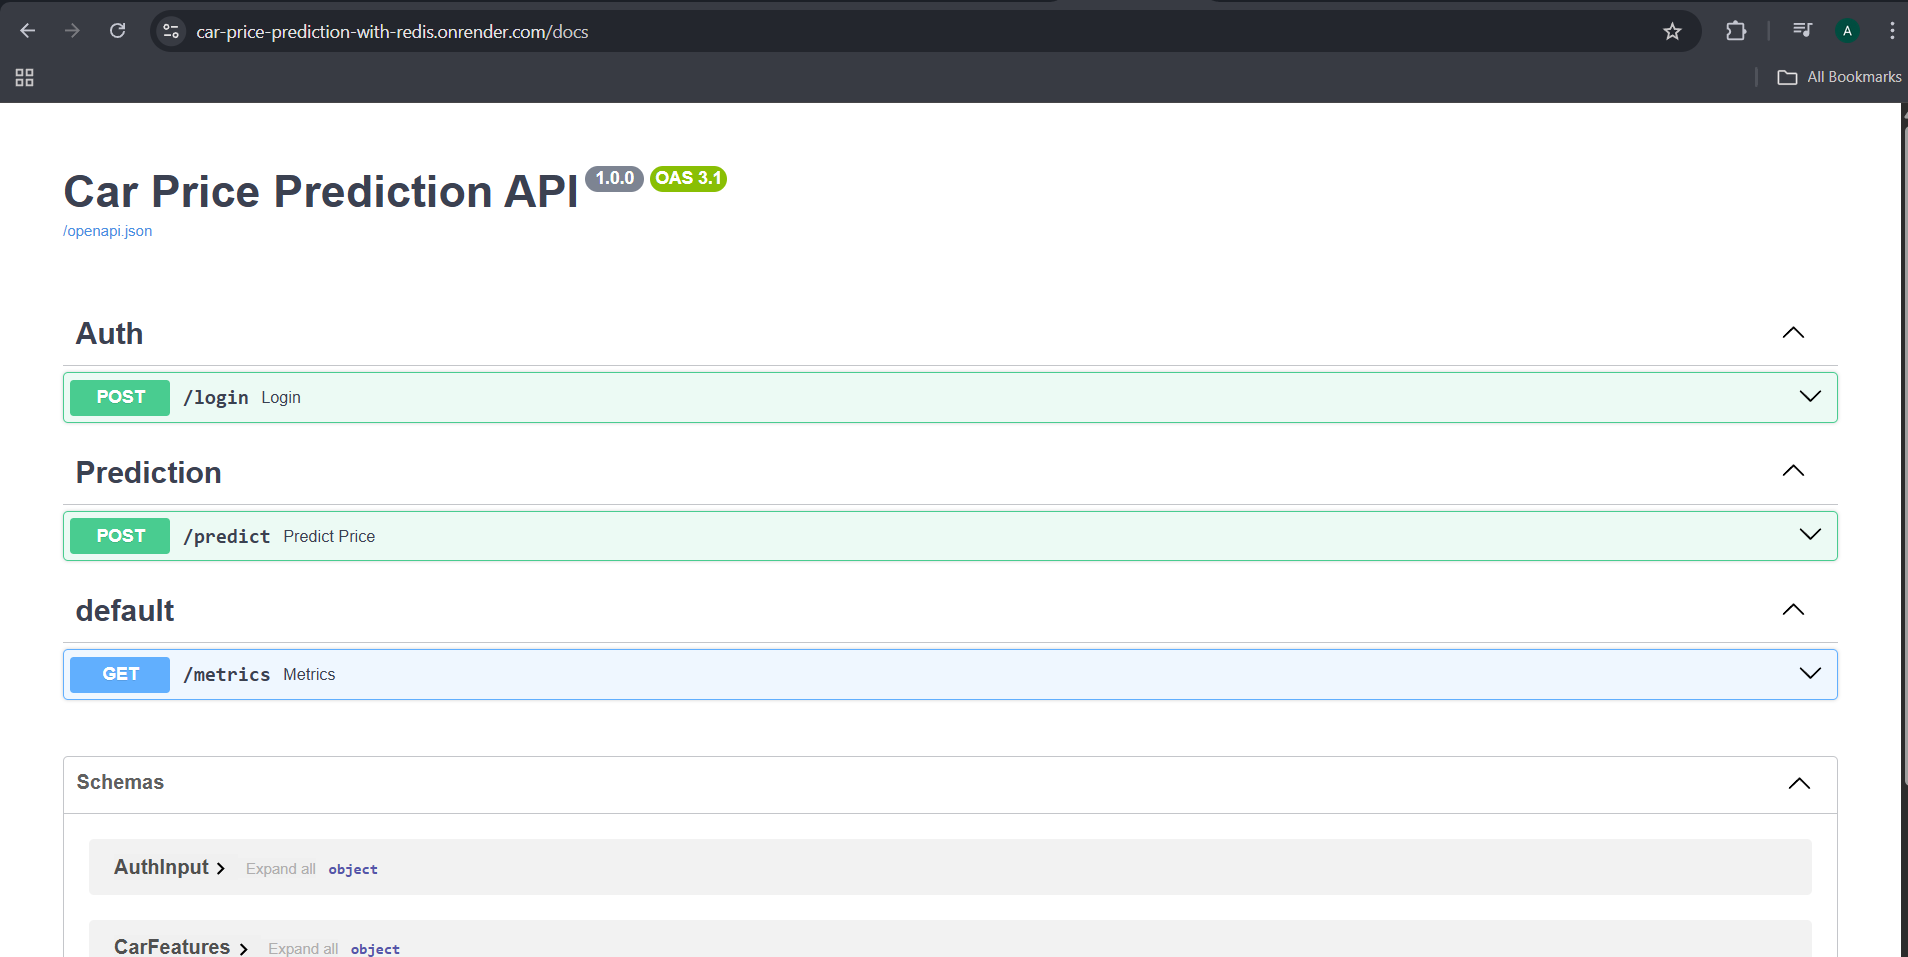 car-price-prediction-with-redis.onrender.com/docs
A
All Bookmarks
Car Price Prediction API 1.0.0 OAS 3.1
/openapi.json
Auth
POST /login Login
Prediction
POST /predict Predict Price
default
GET /metrics Metrics
Schemas
AuthInput Expand all object
CarFeatures Expand all object